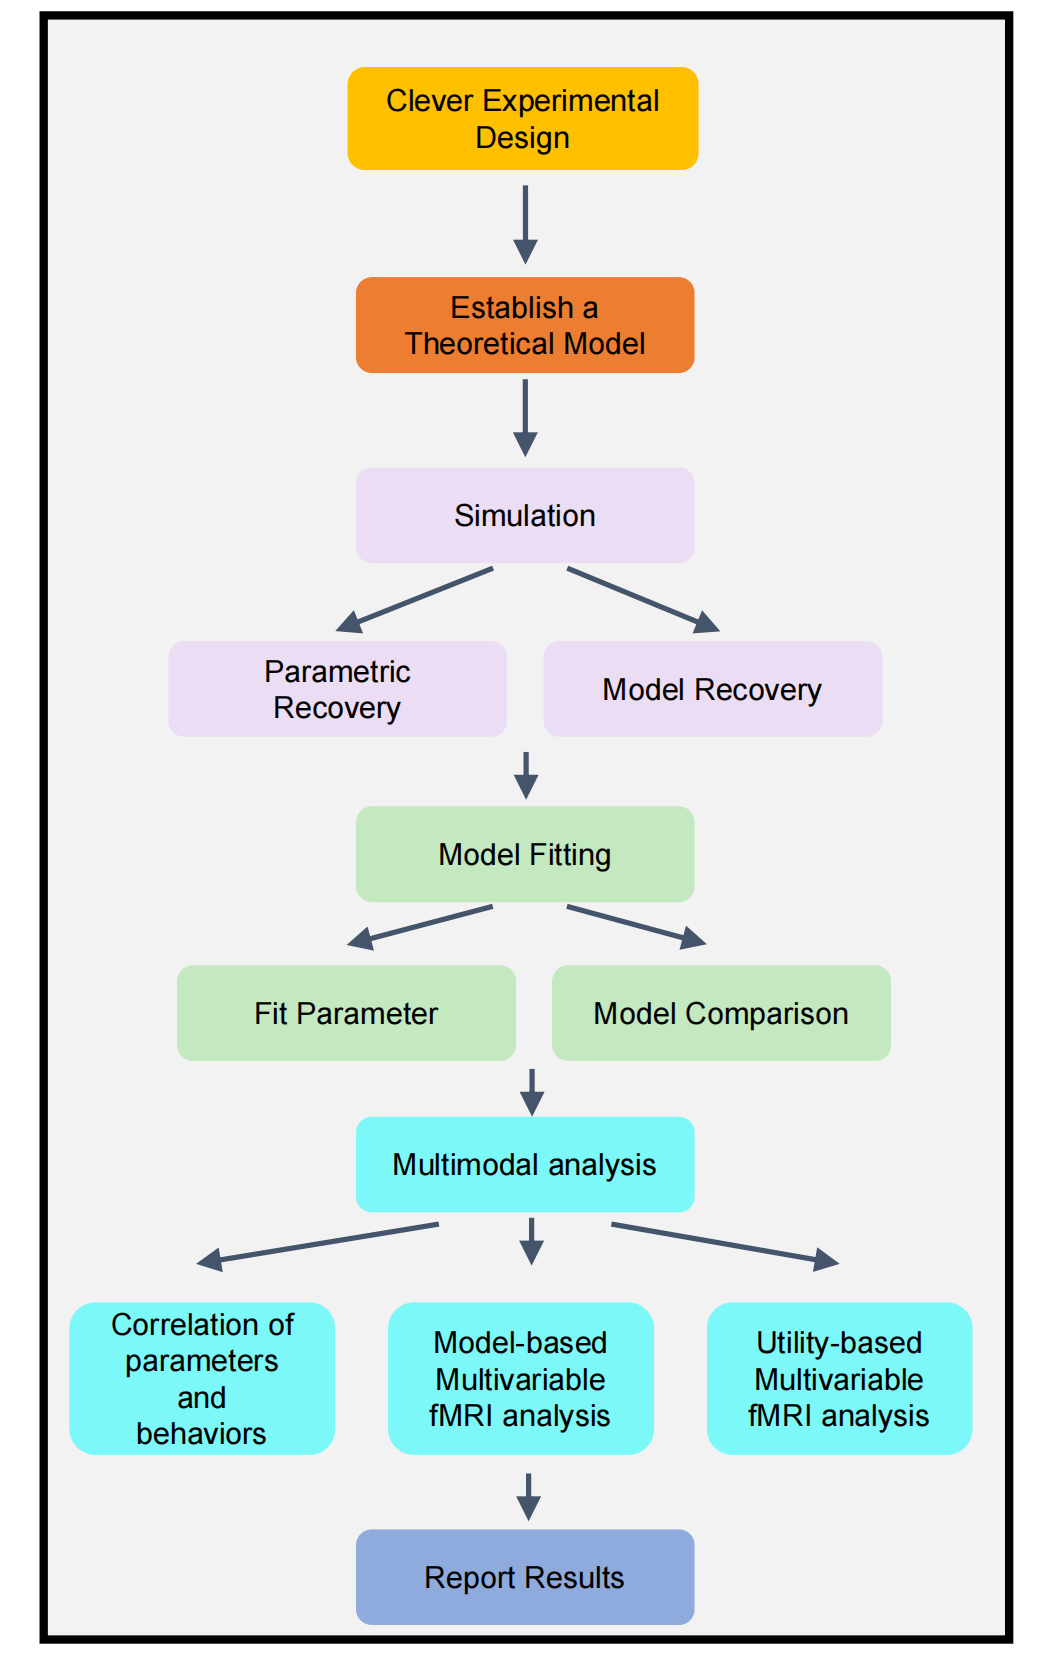 Clever Experimental
Design
Establish a
Theoretical Model
Simulation
Parametric
Recovery
Model Recovery
Model Fitting
Fit Parameter
Model Comparison
Multimodal analysis
Correlation of
parameters
and
behaviors
Model-based
Multivariable
fMRI analysis
Utility-based
Multivariable
fMRI analysis
Report Results